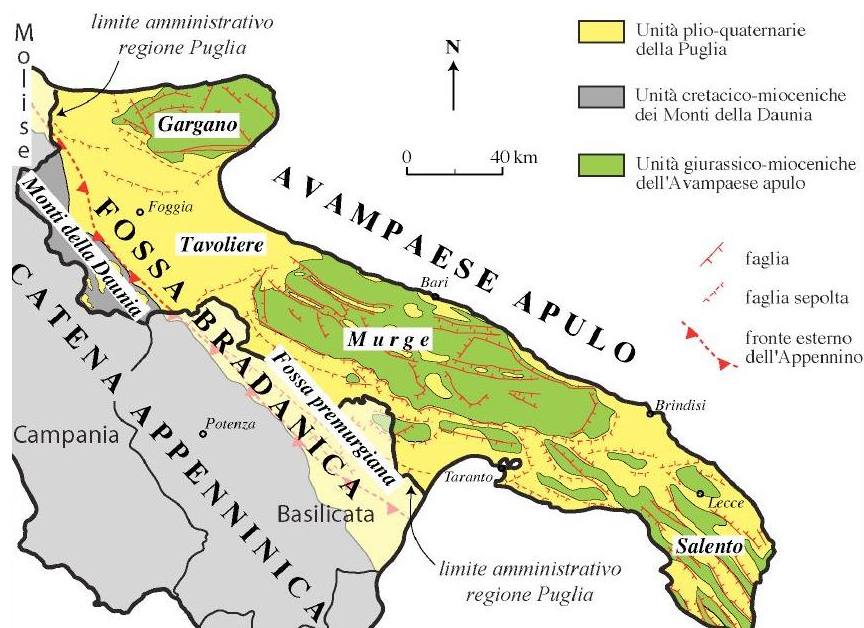 Molise
limite amministrativo
regione Puglia
N
0 40 km
Unità plio-quaternarie
della Puglia
Unità cretacico-mioceniche
dei Monti della Daunia
Unità giurassico-mioceniche
dell'Avampaese apulo
faglia
faglia sepolta
fronte esterno
dell'Appennino
Gargano
AVAMPAESE APULO
Monti della Daunia
Foggia
Tavoliere
FOSSA BRADANICA
Bari
Murge
CATENA APPENNINICA
Fossa premurgiana
Campania
Potenza
Brindisi
Taranto
Lecce
Basilicata
Salento
limite amministrativo
regione Puglia